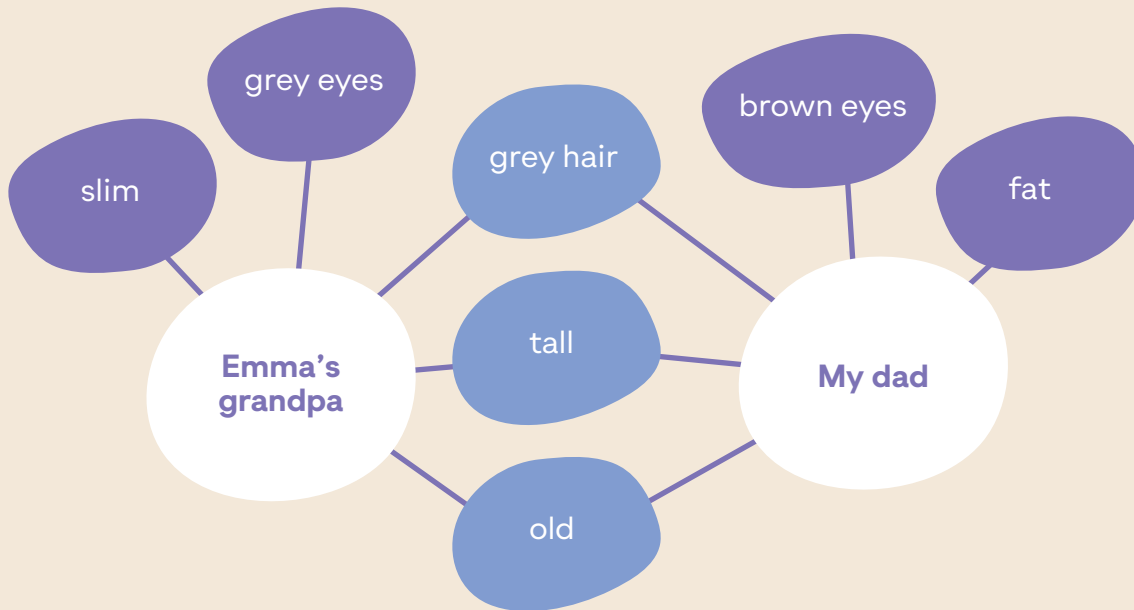 grey eyes
brown eyes
grey hair
slim
fat
tall
Emma’s
grandpa
My dad
old